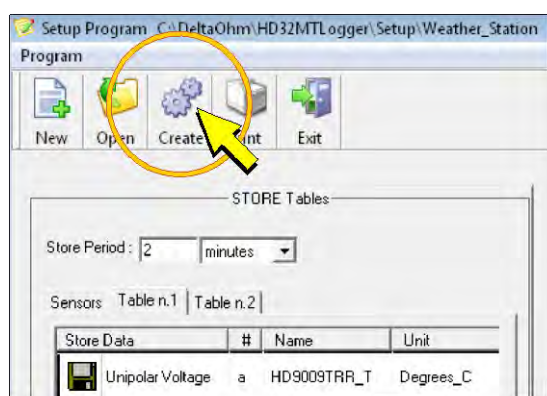 Setup Program C:\DeltaOhm\HD32MTLogger\Setup\Weather_Station
Program
New Open Create Exit
STORE Tables
Store Period : 2 minutes
Sensors Table n.1 Table n.2
Store Data # Name Unit
Unipolar Voltage a HD9009TRR_T Degrees_C